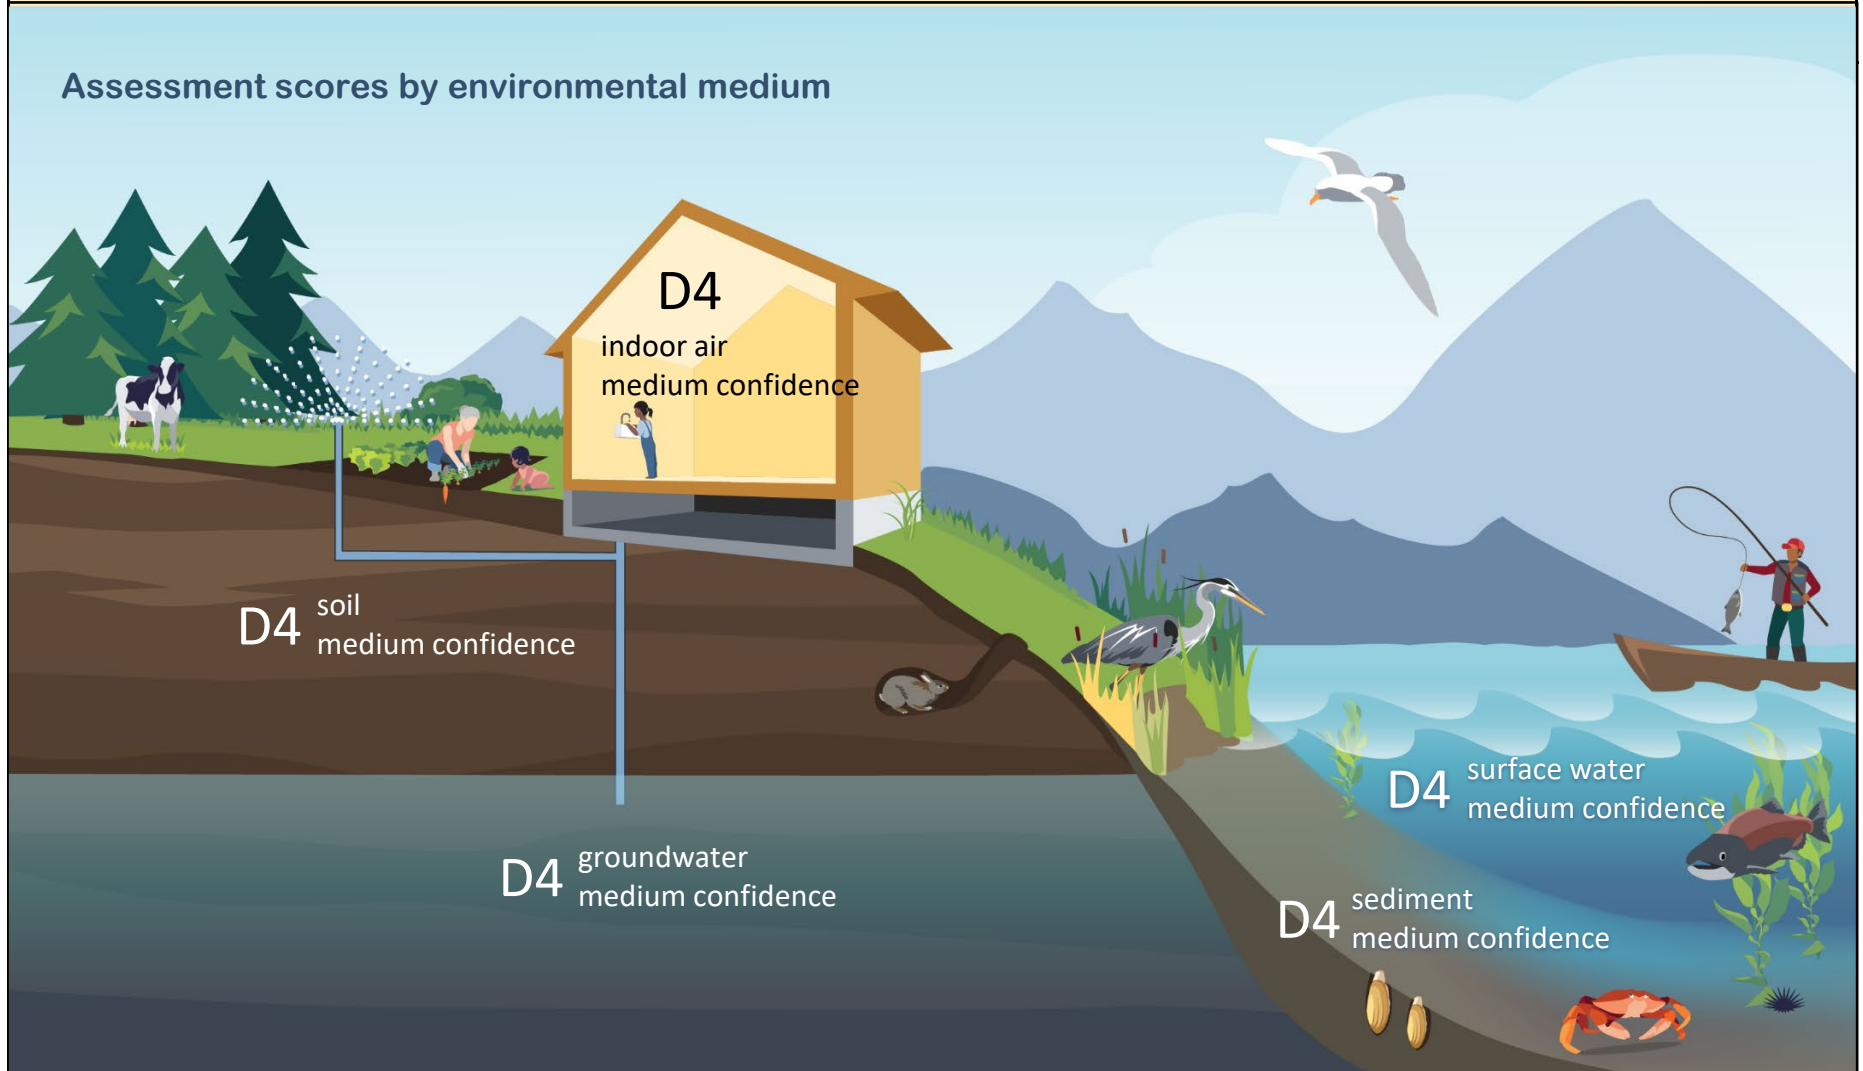 Assessment scores by environmental medium
D4
indoor air
medium confidence
D4
soil
medium confidence
D4
surface water
medium confidence
D4
groundwater
medium confidence
D4
sediment
medium confidence